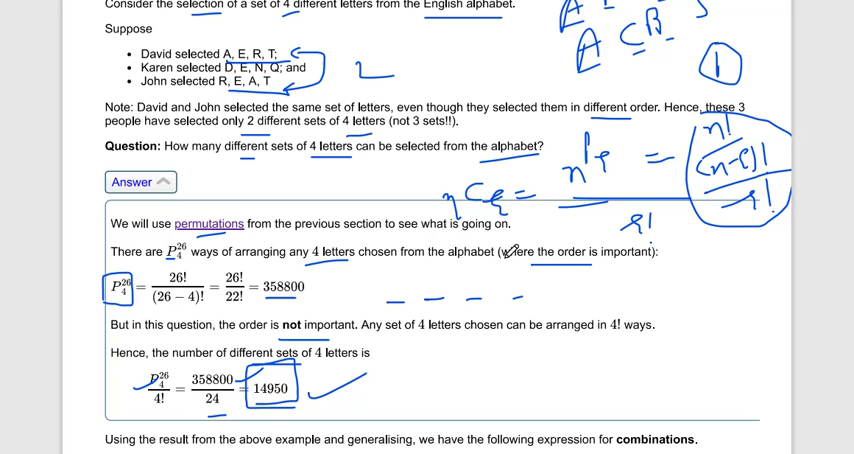 Consider the selection of a set of 4 different letters from the English alphabet.
Suppose
• David selected A, E, R, T;
• Karen selected D, E, N, Q; and
• John selected R, E, A, T
2
A C B
1
Note: David and John selected the same set of letters, even though they selected them in different order. Hence, these 3
people have selected only 2 different sets of 4 letters (not 3 sets!!).
Question: How many different sets of 4 letters can be selected from the alphabet?
Answer
nCr = nPr / r! = n! / (n-r)! / r!
We will use permutations from the previous section to see what is going on.
There are P₄²⁶ ways of arranging any 4 letters chosen from the alphabet (where the order is important):
P₄²⁶ = 26! / (26 − 4)! = 26! / 22! = 358800
But in this question, the order is not important. Any set of 4 letters chosen can be arranged in 4! ways.
Hence, the number of different sets of 4 letters is
P₄²⁶ / 4! = 358800 / 24 = 14950
Using the result from the above example and generalising, we have the following expression for combinations.